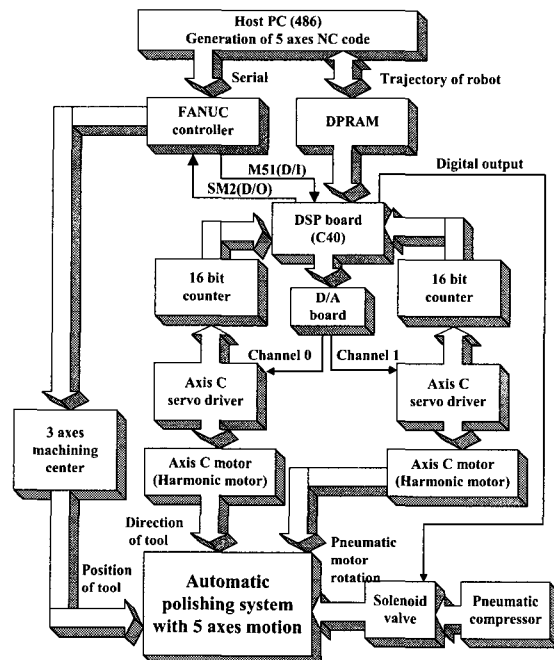 Host PC (486)
Generation of 5 axes NC code
Serial
Trajectory of robot
FANUC
controller
DPRAM
M51(D/I)
SM2(D/O)
Digital output
DSP board
(C40)
16 bit
counter
D/A
board
16 bit
counter
Channel 0
Channel 1
Axis C
servo driver
Axis C
servo driver
3 axes
machining
center
Axis C motor
(Harmonic motor)
Axis C motor
(Harmonic motor)
Direction
of tool
Pneumatic
motor
rotation
Position
of tool
Automatic
polishing system
with 5 axes motion
Solenoid
valve
Pneumatic
compressor